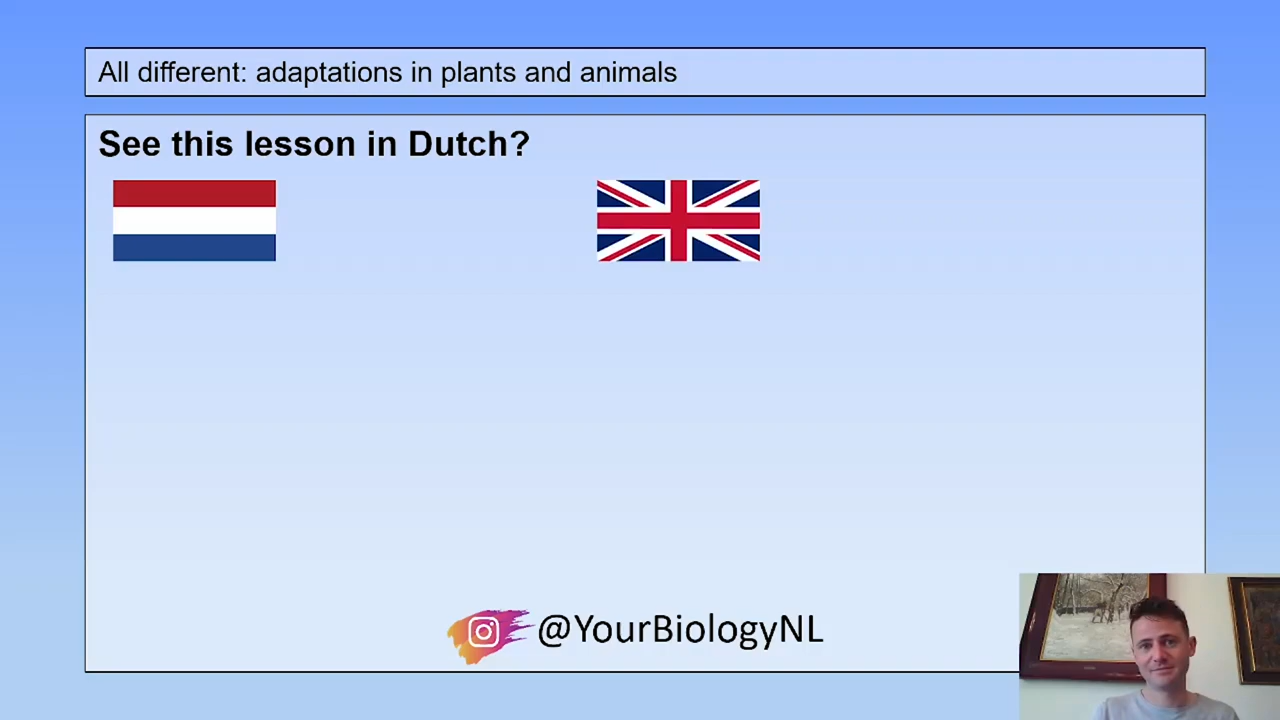 All different: adaptations in plants and animals
See this lesson in Dutch?
@YourBiologyNL